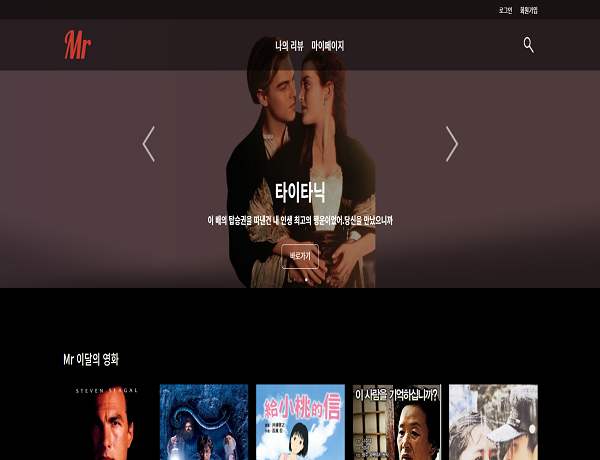 로그인 회원가입
Mr
나의 리뷰 마이페이지
타이타닉
이 배의 탑승권을 따낸건 내 인생 최고의 행운이었어.당신을 만났으니까
바로가기
Mr 이달의 영화
STEVEN SEAGAL
給小桃的信
이 사람을 기억하십니까?